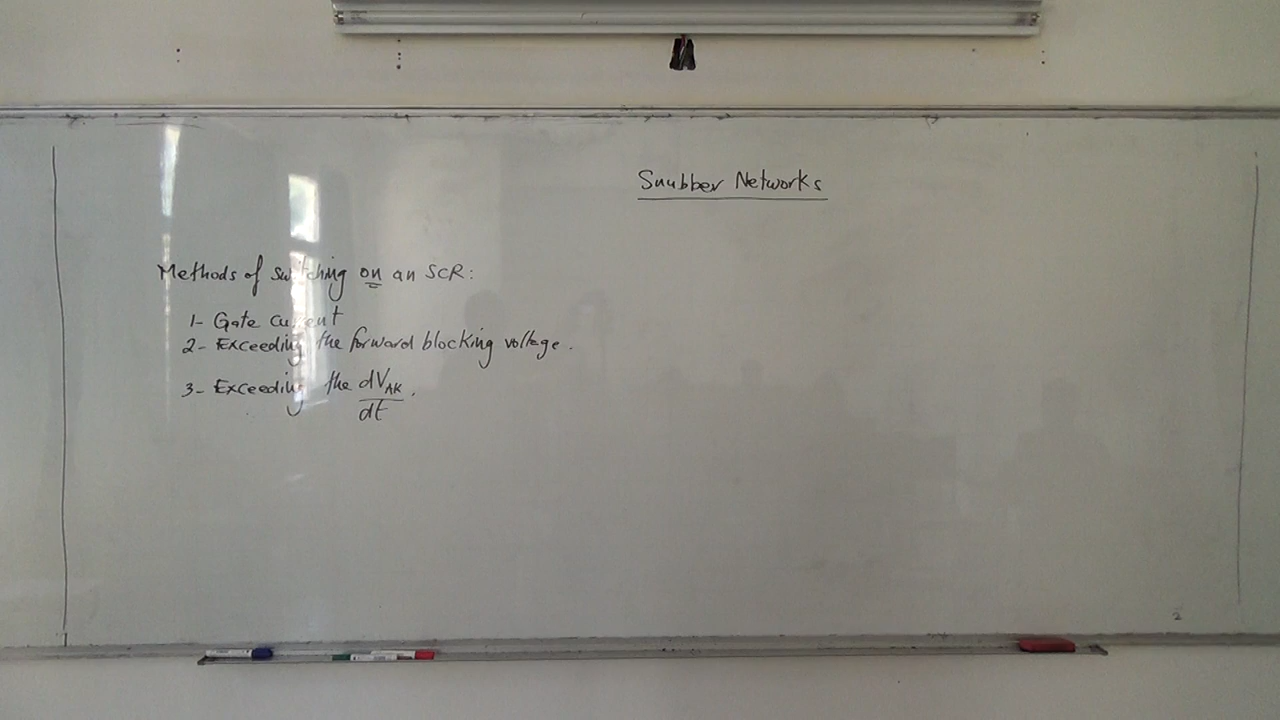 Snubber Networks
Methods of switching on an SCR:
1- Gate current
2- Exceeding the forward blocking voltage.
3- Exceeding the dV_AK/dt.
2